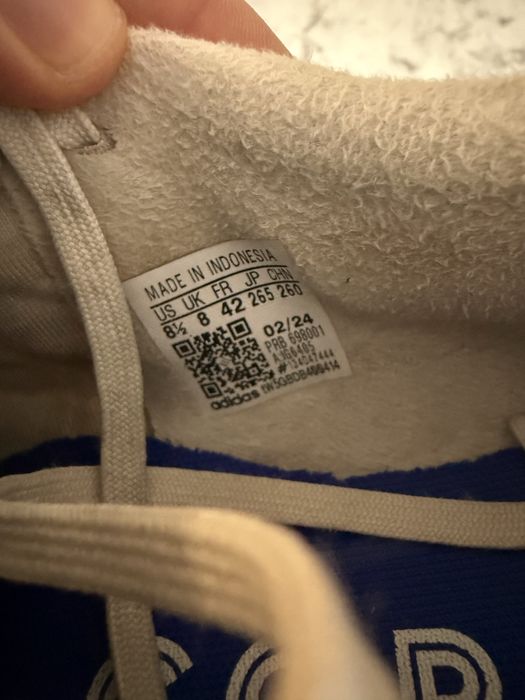 MADE IN INDONESIA
US UK FR JP CHN
8½ 8 42 265 260
02/24
PRB 698001
adidas